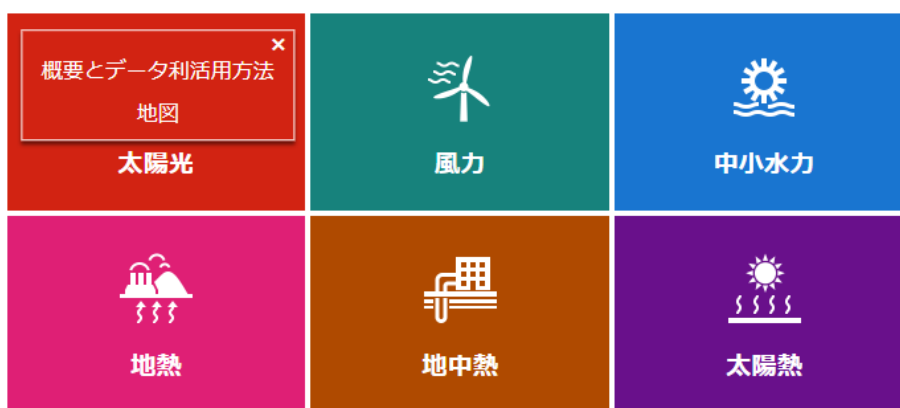 ×
概要とデータ利活用方法
地図
太陽光
風力
中小水力
地熱
地中熱
太陽熱